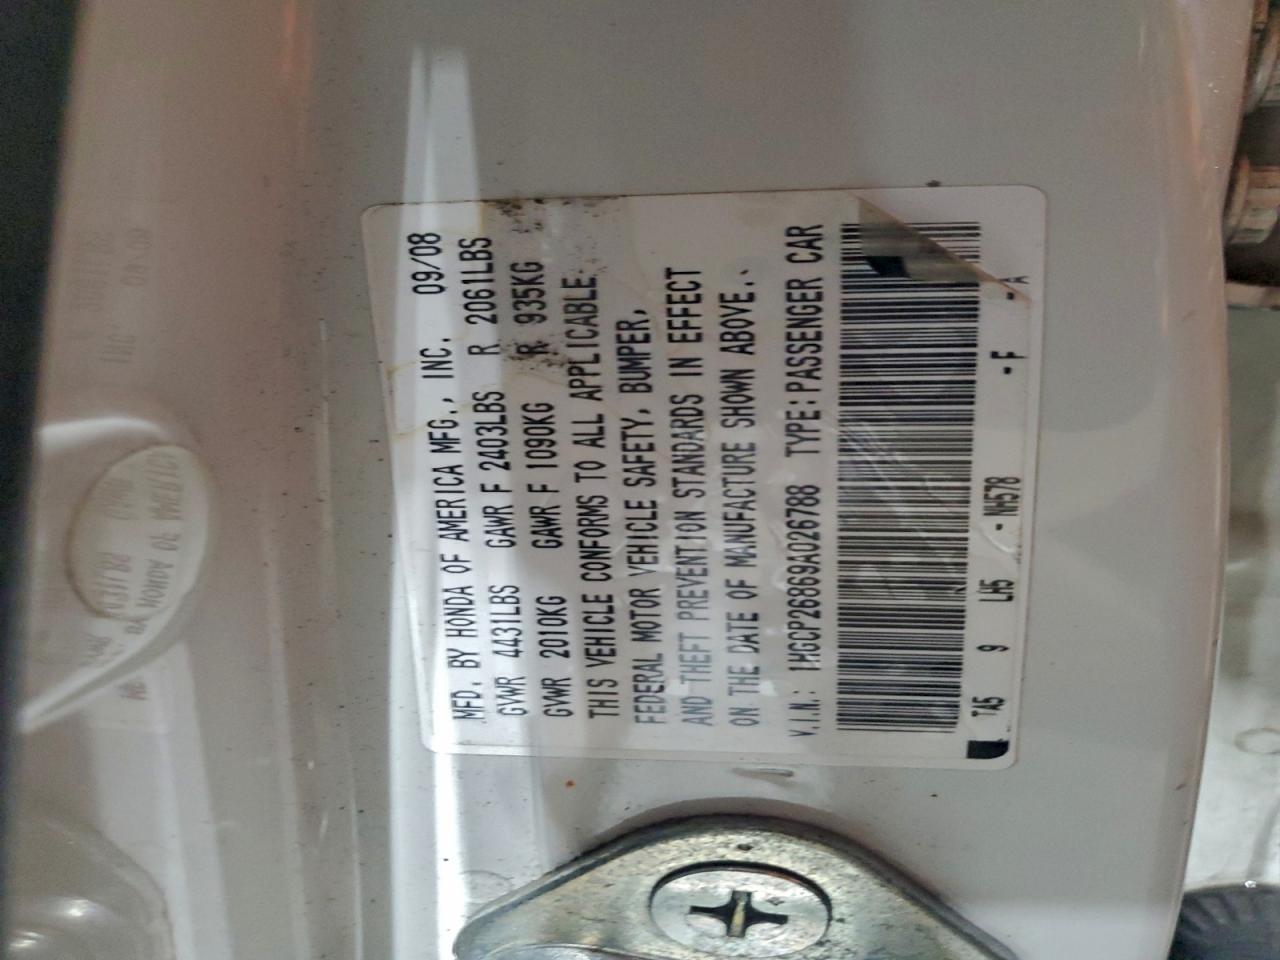 MFD. BY HONDA OF AMERICA MFG., INC. 09/08
GVWR 4431LBS GAWR F 2403LBS R 2061LBS
GVWR 2010KG GAWR F 1090KG R 935KG
THIS VEHICLE CONFORMS TO ALL APPLICABLE
FEDERAL MOTOR VEHICLE SAFETY, BUMPER,
AND THEFT PREVENTION STANDARDS IN EFFECT
ON THE DATE OF MANUFACTURE SHOWN ABOVE.
V.I.N.: 1HGCP26869A026788 TYPE:PASSENGER CAR
TA5 9 LH5 - NH578 - F - A